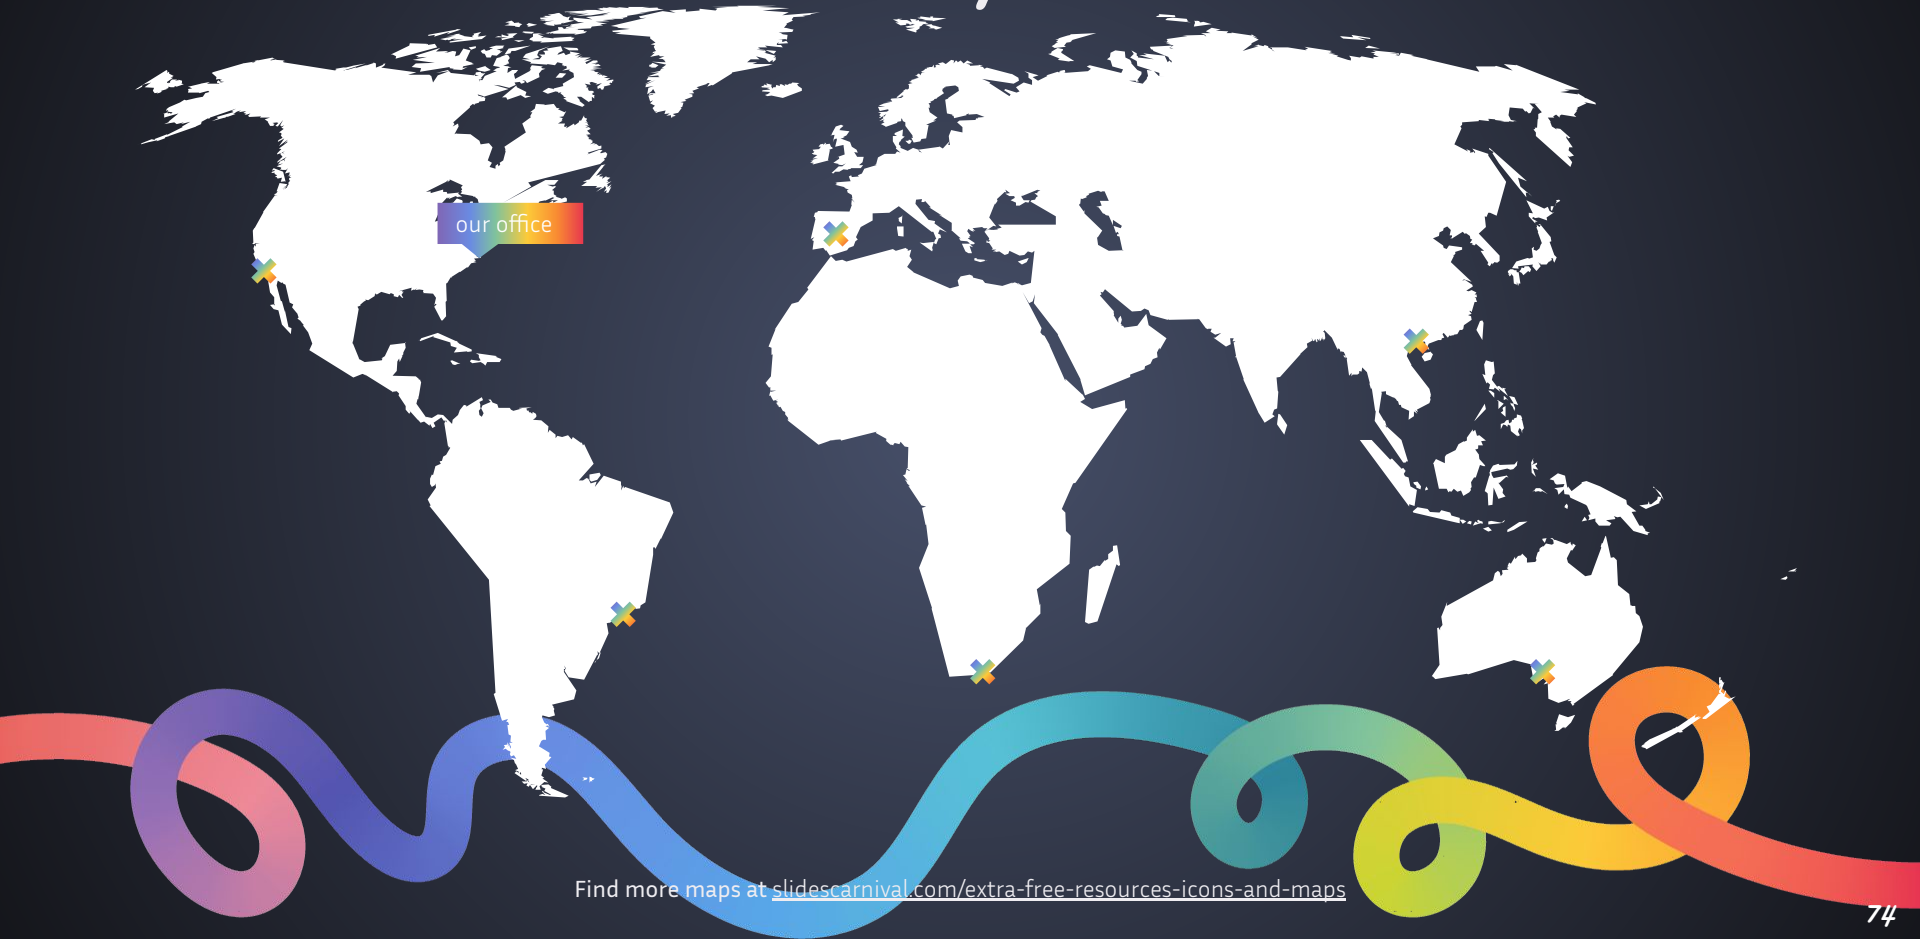 our office
Find more maps at slidescarnival.com/extra-free-resources-icons-and-maps
74